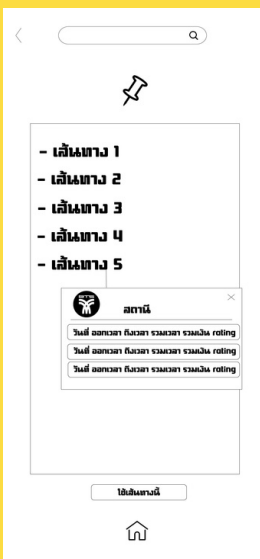 - เส้นทาง 1
- เส้นทาง 2
- เส้นทาง 3
- เส้นทาง 4
- เส้นทาง 5
BTS
สถานี
วันที่ ออกเวลา ถึงเวลา รวมเวลา รวมเงิน rating
วันที่ ออกเวลา ถึงเวลา รวมเวลา รวมเงิน rating
วันที่ ออกเวลา ถึงเวลา รวมเวลา รวมเงิน rating
ใช้เส้นทางนี้